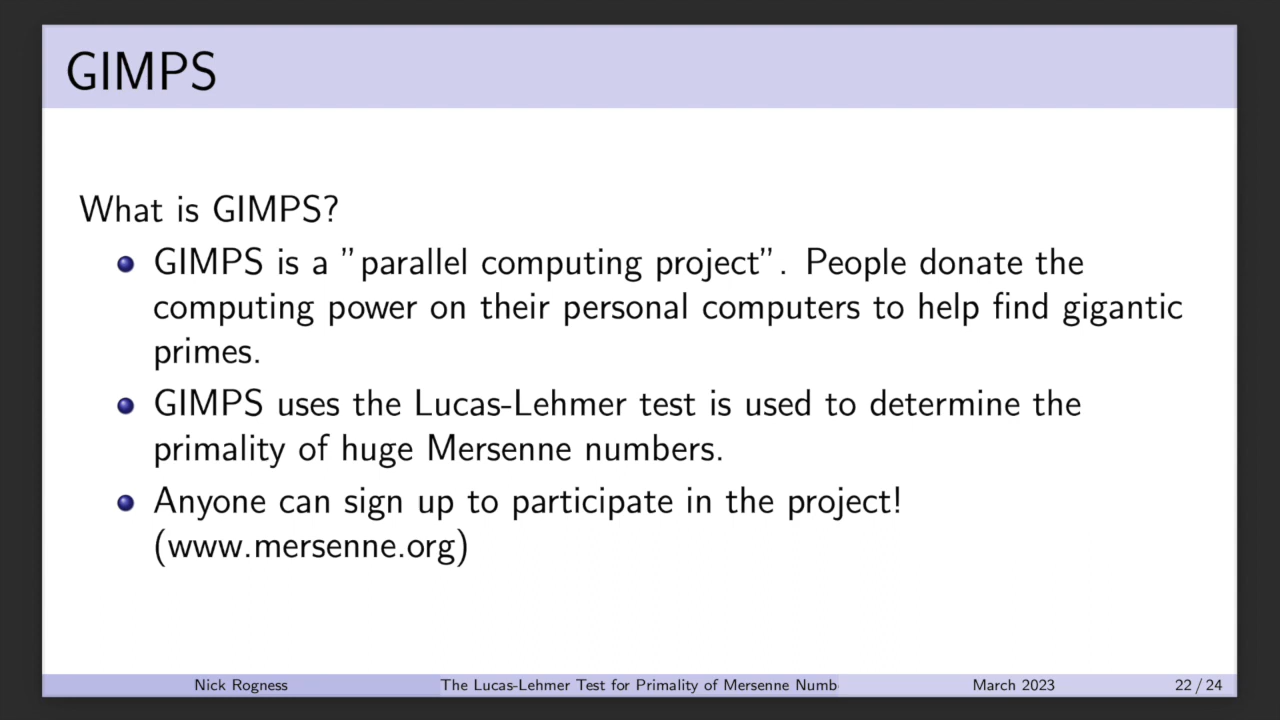 GIMPS
What is GIMPS?
GIMPS is a ”parallel computing project”. People donate the
computing power on their personal computers to help find gigantic
primes.
GIMPS uses the Lucas-Lehmer test is used to determine the
primality of huge Mersenne numbers.
Anyone can sign up to participate in the project!
(www.mersenne.org)
Nick Rogness The Lucas-Lehmer Test for Primality of Mersenne Numb March 2023 22 / 24